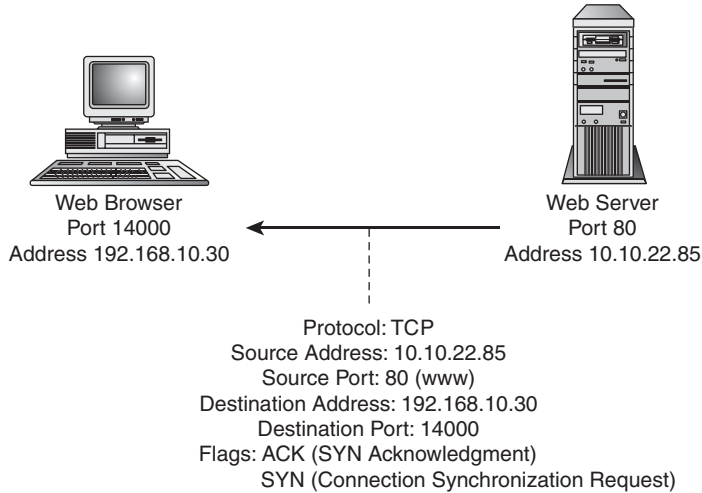 Web Browser
Port 14000
Address 192.168.10.30
Web Server
Port 80
Address 10.10.22.85
Protocol: TCP
Source Address: 10.10.22.85
Source Port: 80 (www)
Destination Address: 192.168.10.30
Destination Port: 14000
Flags: ACK (SYN Acknowledgment)
SYN (Connection Synchronization Request)